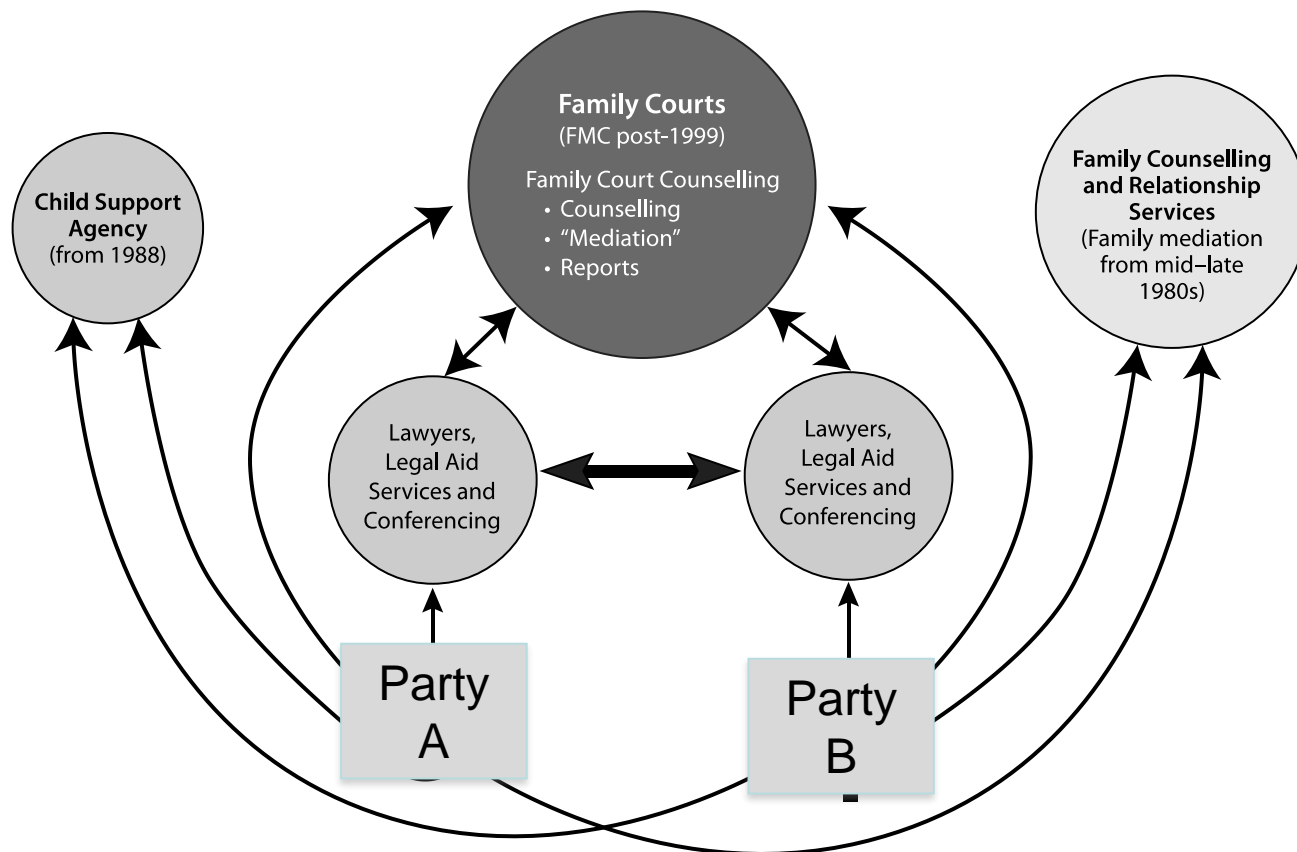 Family Courts
(FMC post–1999)
Family Court Counselling
• Counselling
• “Mediation”
• Reports
Child Support
Agency
(from 1988)
Family Counselling
and Relationship
Services
(Family mediation
from mid–late
1980s)
Lawyers,
Legal Aid
Services and
Conferencing
Lawyers,
Legal Aid
Services and
Conferencing
Party
A
Party
B